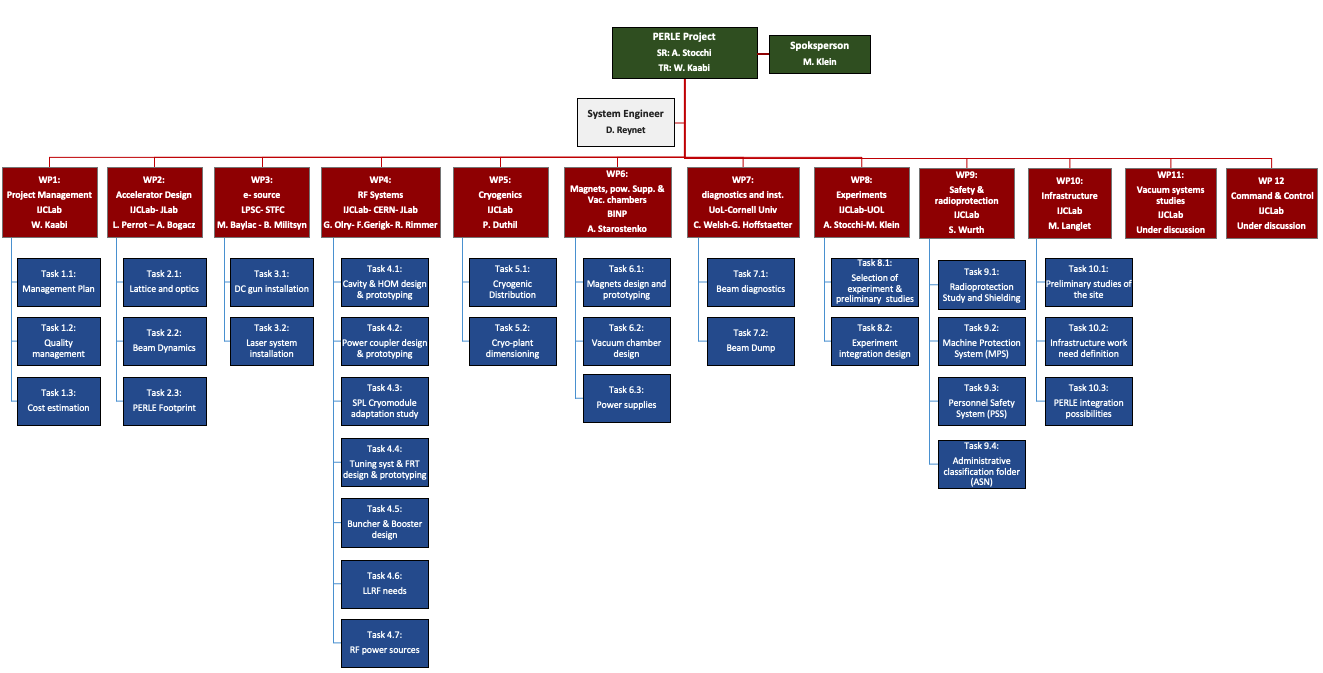 PERLE Project
SR: A. Stocchi
TR: W. Kaabi
Spoksperson
M. Klein
System Engineer
D. Reynet
WP1:
Project Management
IJCLab
W. Kaabi
WP2:
Accelerator Design
IJCLab- JLab
L. Perrot – A. Bogacz
WP3:
e- source
LPSC- STFC
M. Baylac - B. Militsyn
WP4:
RF Systems
IJCLab- CERN- JLab
G. Olry- F.Gerigk- R. Rimmer
WP5:
Cryogenics
IJCLab
P. Duthil
WP6:
Magnets, pow. Supp. &
Vac. chambers
BINP
A. Starostenko
WP7:
diagnostics and inst.
UoL-Cornell Univ
C. Welsh-G. Hoffstaetter
WP8:
Experiments
IJCLab-UOL
A. Stocchi-M. Klein
WP9:
Safety &
radioprotection
IJCLab
S. Wurth
WP10:
Infrastructure
IJCLab
M. Langlet
WP11:
Vacuum systems
studies
IJCLab
Under discussion
WP 12
Command & Control
IJCLab
Under discussion
Task 1.1:
Management Plan
Task 1.2:
Quality
management
Task 1.3:
Cost estimation
Task 2.1:
Lattice and optics
Task 2.2:
Beam Dynamics
Task 2.3:
PERLE Footprint
Task 3.1:
DC gun installation
Task 3.2:
Laser system
installation
Task 4.1:
Cavity & HOM design
& prototyping
Task 4.2:
Power coupler design
& prototyping
Task 4.3:
SPL Cryomodule
adaptation study
Task 4.4:
Tuning syst & FRT
design & prototyping
Task 4.5:
Buncher & Booster
design
Task 4.6:
LLRF needs
Task 4.7:
RF power sources
Task 5.1:
Cryogenic
Distribution
Task 5.2:
Cryo-plant
dimensioning
Task 6.1:
Magnets design and
prototyping
Task 6.2:
Vacuum chamber
design
Task 6.3:
Power supplies
Task 7.1:
Beam diagnostics
Task 7.2:
Beam Dump
Task 8.1:
Selection of
experiment &
preliminary studies
Task 8.2:
Experiment
integration design
Task 9.1:
Radioprotection
Study and Shielding
Task 9.2:
Machine Protection
System (MPS)
Task 9.3:
Personnel Safety
System (PSS)
Task 9.4:
Administrative
classification folder
(ASN)
Task 10.1:
Preliminary studies of
the site
Task 10.2:
Infrastructure work
need definition
Task 10.3:
PERLE integration
possibilities